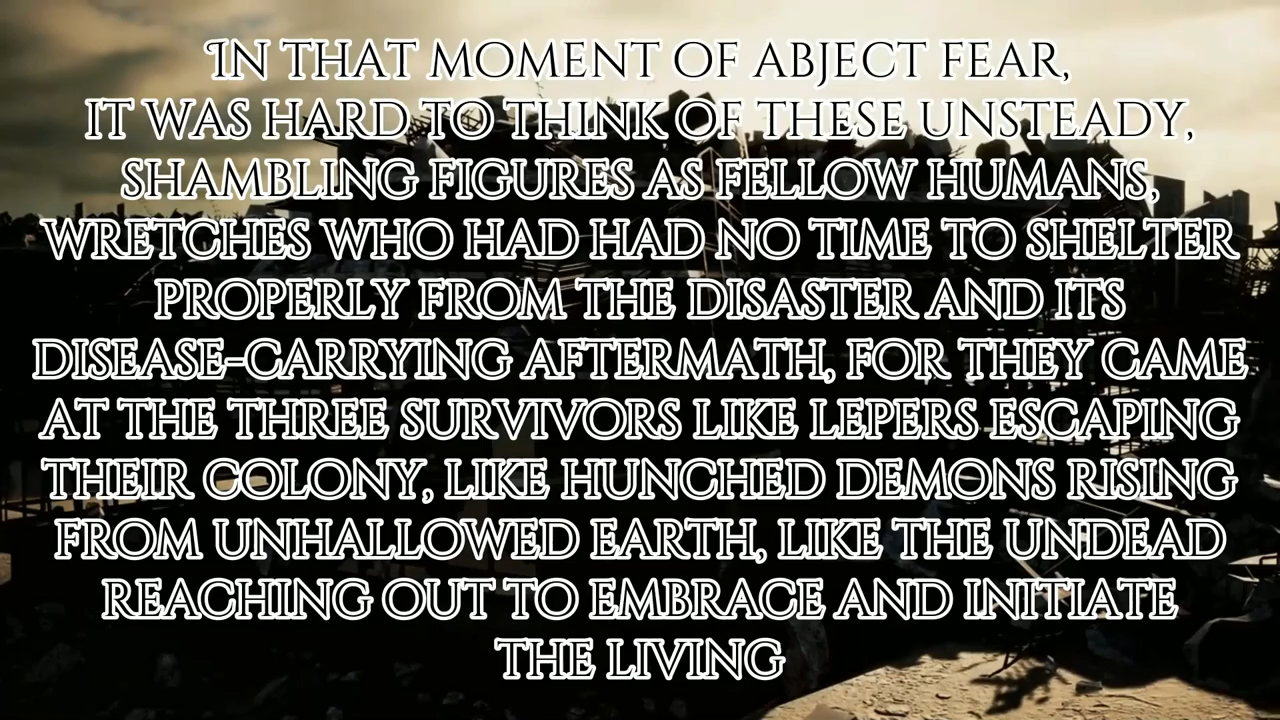 IN THAT MOMENT OF ABJECT FEAR,
IT WAS HARD TO THINK OF THESE UNSTEADY,
SHAMBLING FIGURES AS FELLOW HUMANS,
WRETCHES WHO HAD HAD NO TIME TO SHELTER
PROPERLY FROM THE DISASTER AND ITS
DISEASE-CARRYING AFTERMATH, FOR THEY CAME
AT THE THREE SURVIVORS LIKE LEPERS ESCAPING
THEIR COLONY, LIKE HUNCHED DEMONS RISING
FROM UNHALLOWED EARTH, LIKE THE UNDEAD
REACHING OUT TO EMBRACE AND INITIATE
THE LIVING